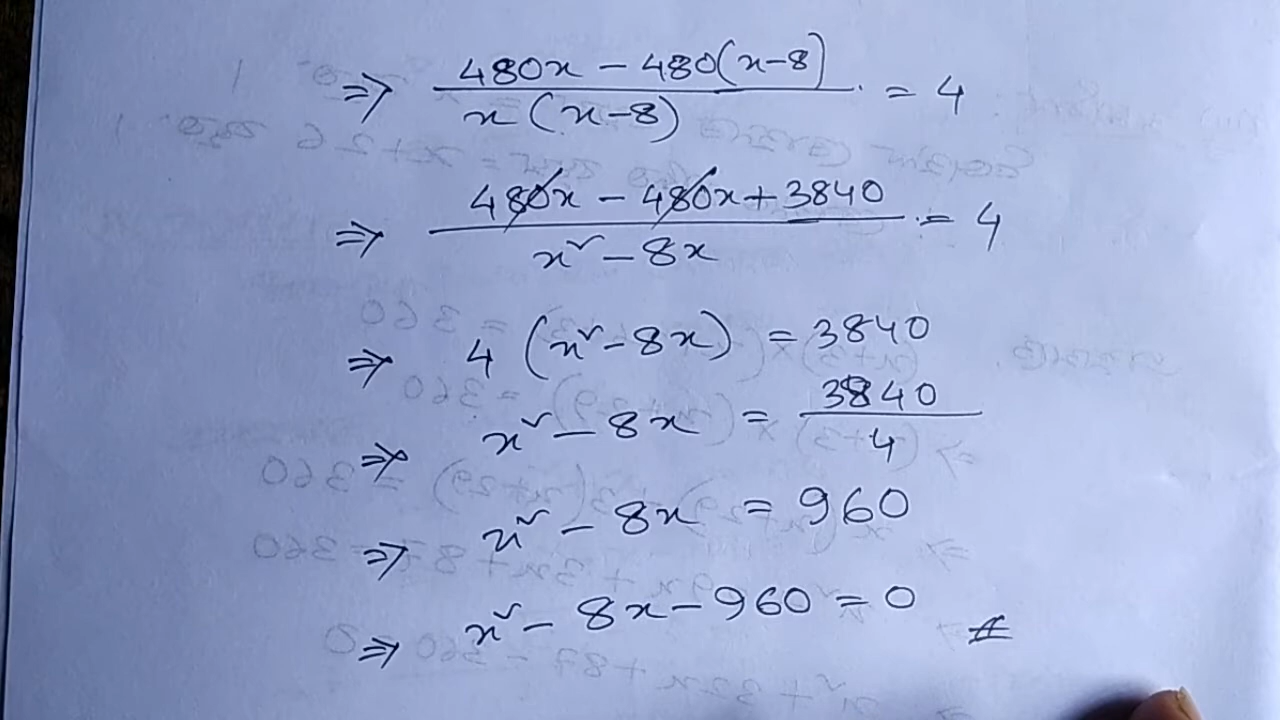 ⇒ (480x − 480(x−8)) / (x(x−8)) = 4
⇒ (480x − 480x + 3840) / (x² − 8x) = 4
⇒ 4 (x² − 8x) = 3840
⇒ x² − 8x = 3840 / 4
⇒ x² − 8x = 960
⇒ x² − 8x − 960 = 0